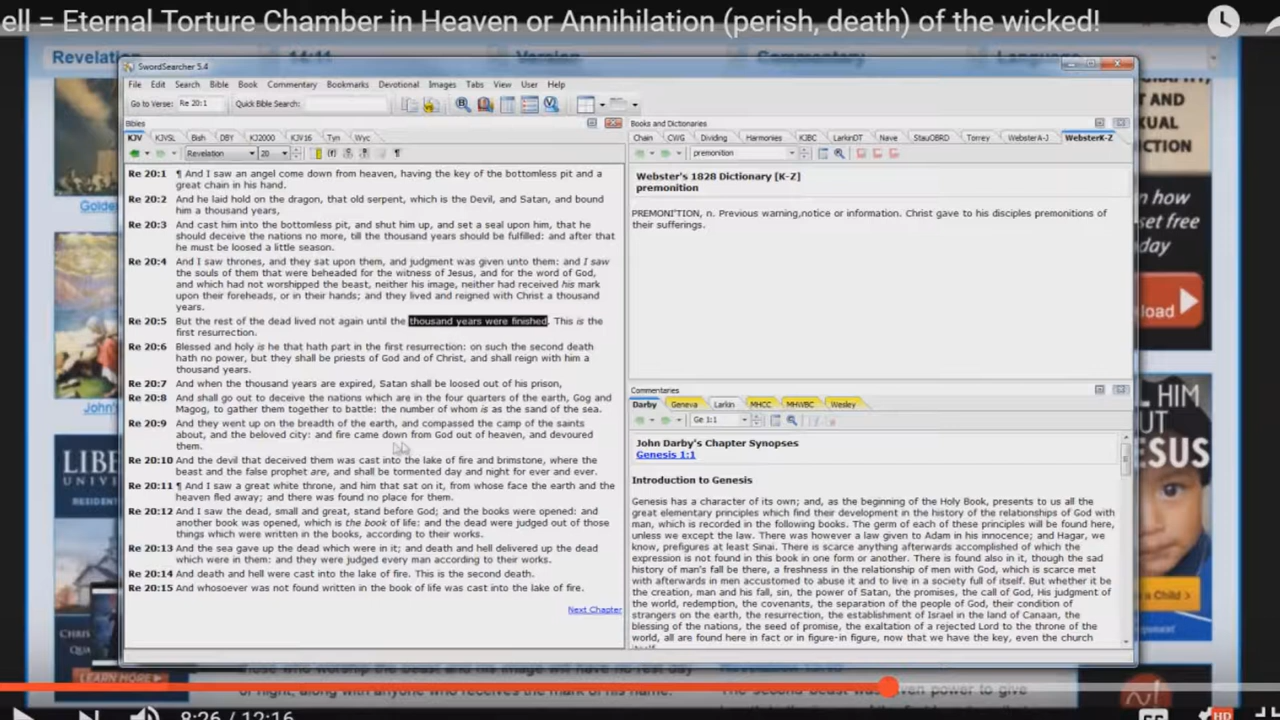 ell = Eternal Torture Chamber in Heaven or Annihilation (perish, death) of the wicked!
Revelation 14:11 Version Commentary Language
SwordSearcher 5.4
File Edit Search Bible Book Commentary Bookmarks Devotional Images Tabs View User Help
Go to Verse: Re 20:1 Quick Bible Search:
Bibles
KJV KJVSL Bish DBY KJ2000 KJV16 Tyn Wyc
Revelation 20
Re 20:1 ¶ And I saw an angel come down from heaven, having the key of the bottomless pit and a
great chain in his hand.
Re 20:2 And he laid hold on the dragon, that old serpent, which is the Devil, and Satan, and bound
him a thousand years,
Re 20:3 And cast him into the bottomless pit, and shut him up, and set a seal upon him, that he
should deceive the nations no more, till the thousand years should be fulfilled: and after that
he must be loosed a little season.
Re 20:4 And I saw thrones, and they sat upon them, and judgment was given unto them: and I saw
the souls of them that were beheaded for the witness of Jesus, and for the word of God,
and which had not worshipped the beast, neither his image, neither had received his mark
upon their foreheads, or in their hands; and they lived and reigned with Christ a thousand
years.
Re 20:5 But the rest of the dead lived not again until the thousand years were finished. This is the
first resurrection.
Re 20:6 Blessed and holy is he that hath part in the first resurrection: on such the second death
hath no power, but they shall be priests of God and of Christ, and shall reign with him a
thousand years.
Re 20:7 And when the thousand years are expired, Satan shall be loosed out of his prison,
Re 20:8 And shall go out to deceive the nations which are in the four quarters of the earth, Gog and
Magog, to gather them together to battle: the number of whom is as the sand of the sea.
Re 20:9 And they went up on the breadth of the earth, and compassed the camp of the saints
about, and the beloved city: and fire came down from God out of heaven, and devoured
them.
Re 20:10 And the devil that deceived them was cast into the lake of fire and brimstone, where the
beast and the false prophet are, and shall be tormented day and night for ever and ever.
Re 20:11 ¶ And I saw a great white throne, and him that sat on it, from whose face the earth and the
heaven fled away; and there was found no place for them.
Re 20:12 And I saw the dead, small and great, stand before God; and the books were opened: and
another book was opened, which is the book of life: and the dead were judged out of those
things which were written in the books, according to their works.
Re 20:13 And the sea gave up the dead which were in it; and death and hell delivered up the dead
which were in them: and they were judged every man according to their works.
Re 20:14 And death and hell were cast into the lake of fire. This is the second death.
Re 20:15 And whosoever was not found written in the book of life was cast into the lake of fire.
Next Chapter
Books and Dictionaries
Chain CWG Dividing Harmonies KJBC LarkinDT Nave StauOBRD Torrey WebsterA-J WebsterK-Z
premonition
Webster's 1828 Dictionary [K-Z]
premonition
PREMONI'TION, n. Previous warning,notice or information. Christ gave to his disciples premonitions of
their sufferings.
Commentaries
Darby Geneva Larkin MHCC MHWBC Wesley
Ge 1:1
John Darby's Chapter Synopses
Genesis 1:1
Introduction to Genesis
Genesis has a character of its own; and, as the beginning of the Holy Book, presents to us all the
great elementary principles which find their development in the history of the relationships of God with
man, which is recorded in the following books. The germ of each of these principles will be found here,
unless we except the law. There was however a law given to Adam in his innocence; and Hagar, we
know, prefigures at least Sinai. There is scarce anything afterwards accomplished of which the
expression is not found in this book in one form or another. There is found also in it, though the sad
history of man's fall be there, a freshness in the relationship of men with God, which is scarce met
with afterwards in men accustomed to abuse it and to live in a society full of itself. But whether it be
the creation, man and his fall, sin, the power of Satan, the promises, the call of God, His judgment of
the world, redemption, the covenants, the separation of the people of God, their condition of
strangers on the earth, the resurrection, the establishment of Israel in the land of Canaan, the
blessing of the nations, the seed of promise, the exaltation of a rejected Lord to the throne of the
world, all are found here in fact or in figure-in figure, now that we have the key, even the church
itself.
Golde
John'
LIBE
UNIV
RESIDEN
CHRIS
QUA
LEARN MORE
T AND
XUAL
CTION
n how
set free
day
load
HIM
OUT
ESUS
a Child >
The second beast was given power to give
8:26 / 12:16
CC HD